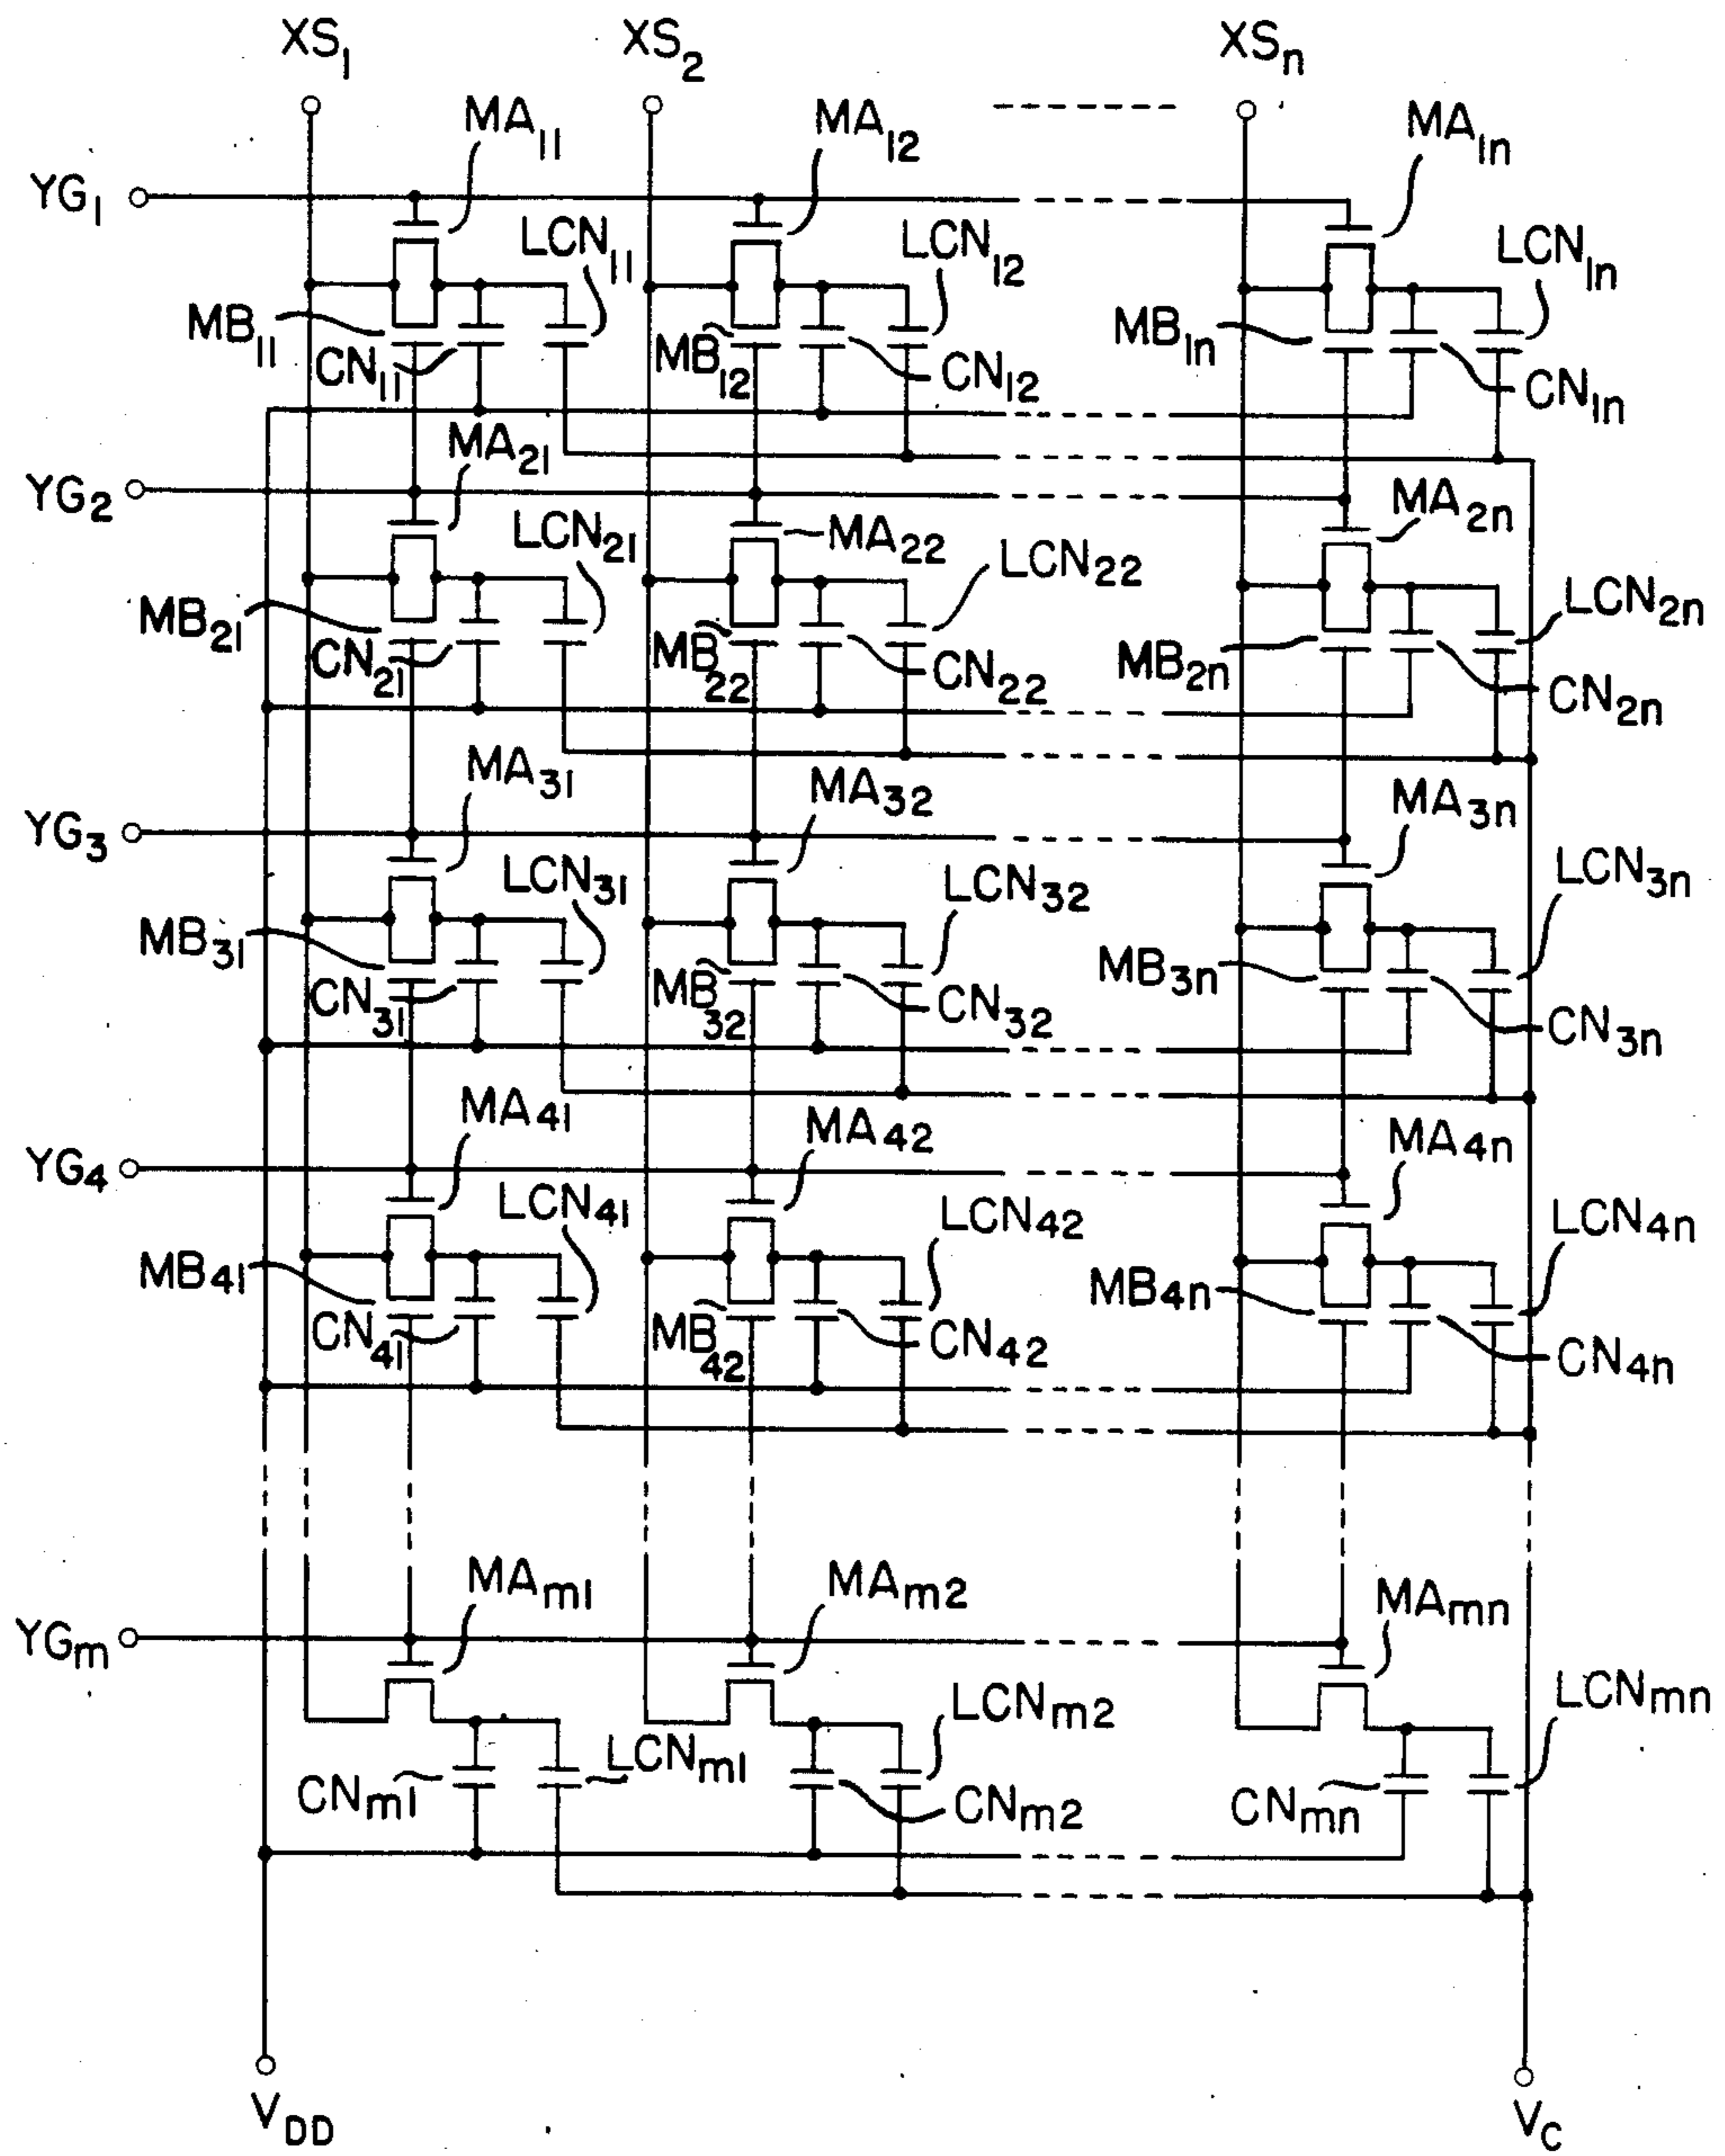 XS1 XS2 XSn
MA11 MA12 MA1n
YG1
LCN11 LCN12 LCN1n
MB11 MB12 MB1n
CN11 CN12 CN1n
MA21
YG2
MA22 MA2n
LCN21 LCN22 LCN2n
MB21 MB22 MB2n
CN21 CN22 CN2n
MA31 MA32 MA3n
YG3
LCN31 LCN32 LCN3n
MB31 MB32 MB3n
CN31 CN32 CN3n
MA41 MA42 MA4n
YG4
LCN41 LCN42 LCN4n
MB41 MB42 MB4n
CN41 CN42 CN4n
MAm1 MAm2 MAmn
YGm
LCNm1 LCNm2 LCNmn
CNm1 CNm2 CNmn
VDD VC